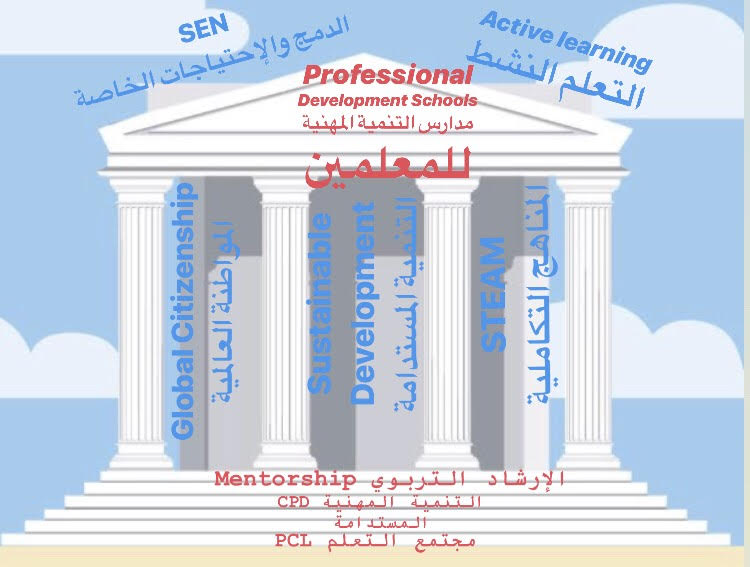 SEN
الدمج والإحتياجات الخاصة
Active learning
التعلم النشط
Professional
Development Schools
مدارس التنمية المهنية
للمعلمين
Global Citizenship
المواطنة العالمية
Sustainable
Development
التنمية المستدامة
STEAM
المناهج التكاملية
الإرشاد التربوي Mentorship
التنمية المهنية CPD
المستدامة
مجتمع التعلم PCL